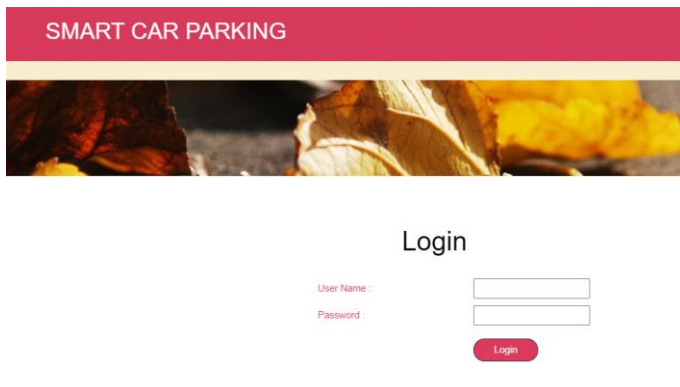 SMART CAR PARKING
Login
User Name :
Password :
Login